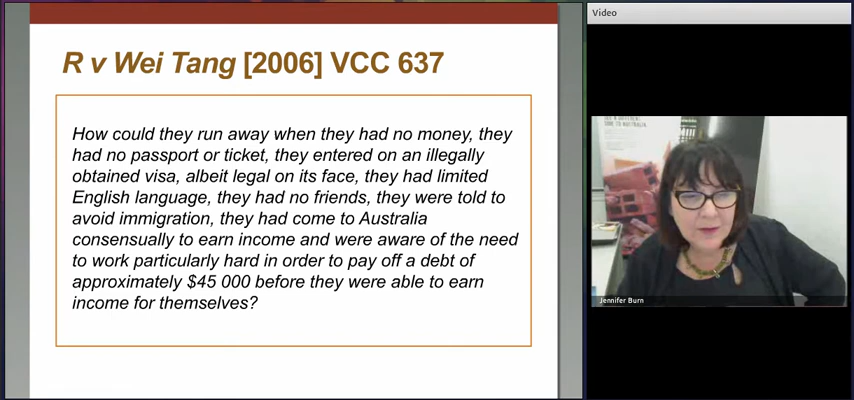 R v Wei Tang [2006] VCC 637
How could they run away when they had no money, they
had no passport or ticket, they entered on an illegally
obtained visa, albeit legal on its face, they had limited
English language, they had no friends, they were told to
avoid immigration, they had come to Australia
consensually to earn income and were aware of the need
to work particularly hard in order to pay off a debt of
approximately $45 000 before they were able to earn
income for themselves?
Video
Jennifer Burn